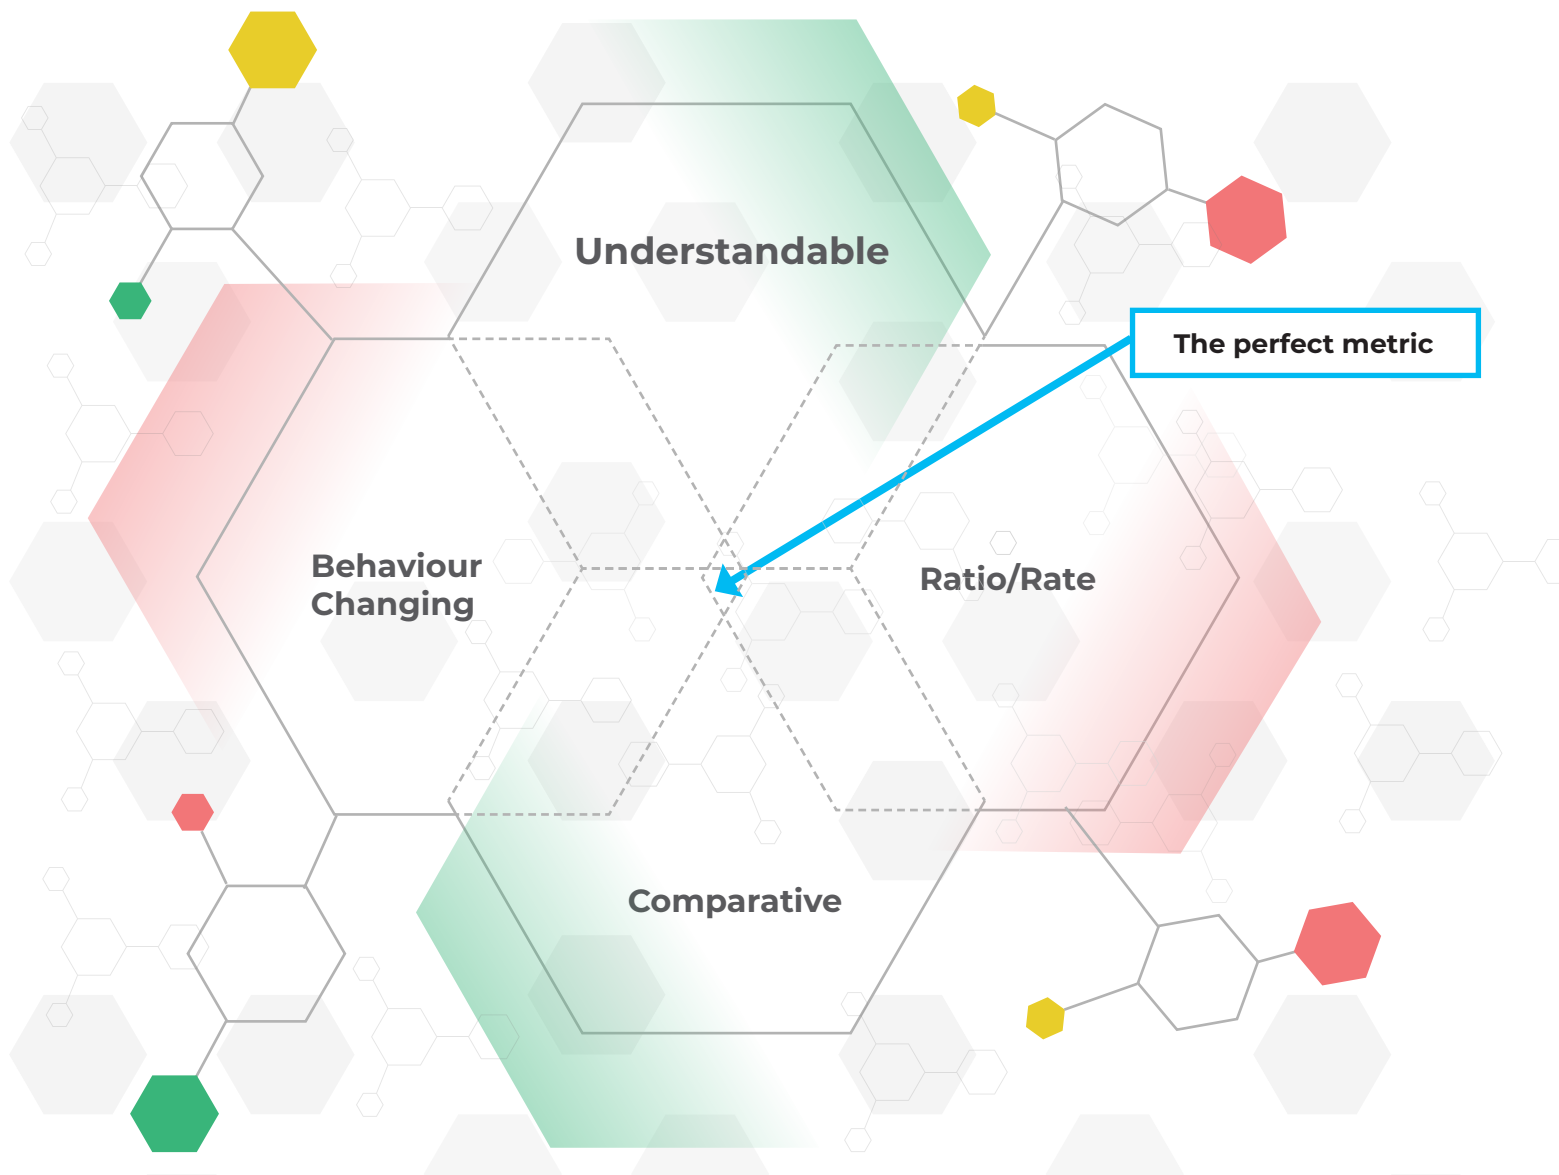 Understandable
The perfect metric
Behaviour
Changing
Ratio/Rate
Comparative